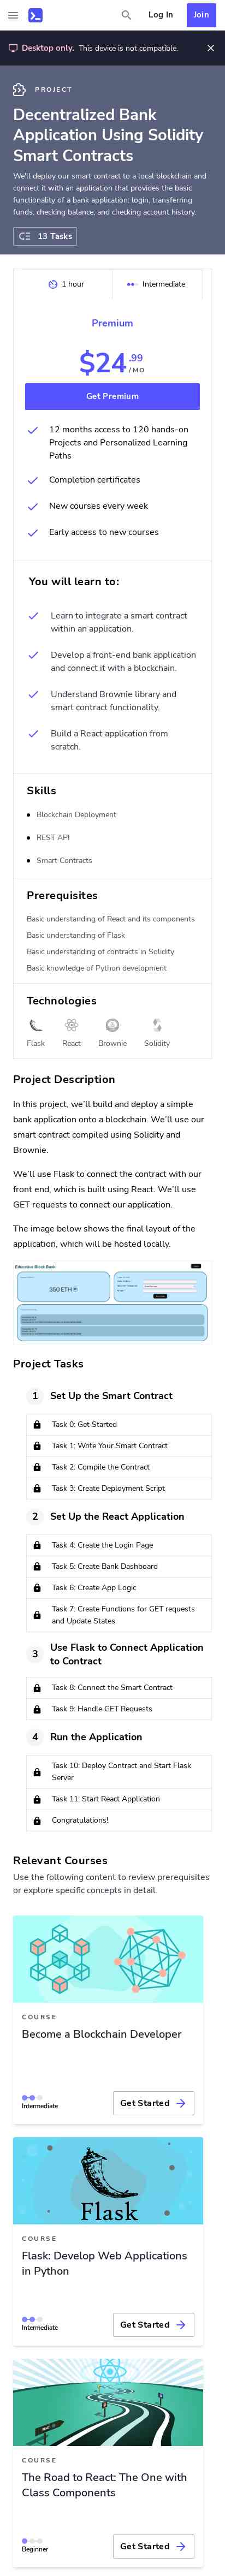 Log In
Join
Desktop only. This device is not compatible.
PROJECT
Decentralized Bank
Application Using Solidity
Smart Contracts
We'll deploy our smart contract to a local blockchain and
connect it with an application that provides the basic
functionality of a bank application: login, transferring
funds, checking balance, and checking account history.
13 Tasks
1 hour
Intermediate
Premium
$24.99 /MO
Get Premium
12 months access to 120 hands-on
Projects and Personalized Learning
Paths
Completion certificates
New courses every week
Early access to new courses
You will learn to:
Learn to integrate a smart contract
within an application.
Develop a front-end bank application
and connect it with a blockchain.
Understand Brownie library and
smart contract functionality.
Build a React application from
scratch.
Skills
Blockchain Deployment
REST API
Smart Contracts
Prerequisites
Basic understanding of React and its components
Basic understanding of Flask
Basic understanding of contracts in Solidity
Basic knowledge of Python development
Technologies
Flask
React
Brownie
Solidity
Project Description
In this project, we'll build and deploy a simple
bank application onto a blockchain. We'll use our
smart contract compiled using Solidity and
Brownie.
We'll use Flask to connect the contract with our
front end, which is built using React. We'll use
GET requests to connect our application.
The image below shows the final layout of the
application, which will be hosted locally.
Education Block Bank
350 ETH
Project Tasks
1 Set Up the Smart Contract
Task 0: Get Started
Task 1: Write Your Smart Contract
Task 2: Compile the Contract
Task 3: Create Deployment Script
2 Set Up the React Application
Task 4: Create the Login Page
Task 5: Create Bank Dashboard
Task 6: Create App Logic
Task 7: Create Functions for GET requests
and Update States
3 Use Flask to Connect Application
to Contract
Task 8: Connect the Smart Contract
Task 9: Handle GET Requests
4 Run the Application
Task 10: Deploy Contract and Start Flask
Server
Task 11: Start React Application
Congratulations!
Relevant Courses
Use the following content to review prerequisites
or explore specific concepts in detail.
COURSE
Become a Blockchain Developer
Intermediate
Get Started
Flask
COURSE
Flask: Develop Web Applications
in Python
Intermediate
Get Started
COURSE
The Road to React: The One with
Class Components
Beginner
Get Started